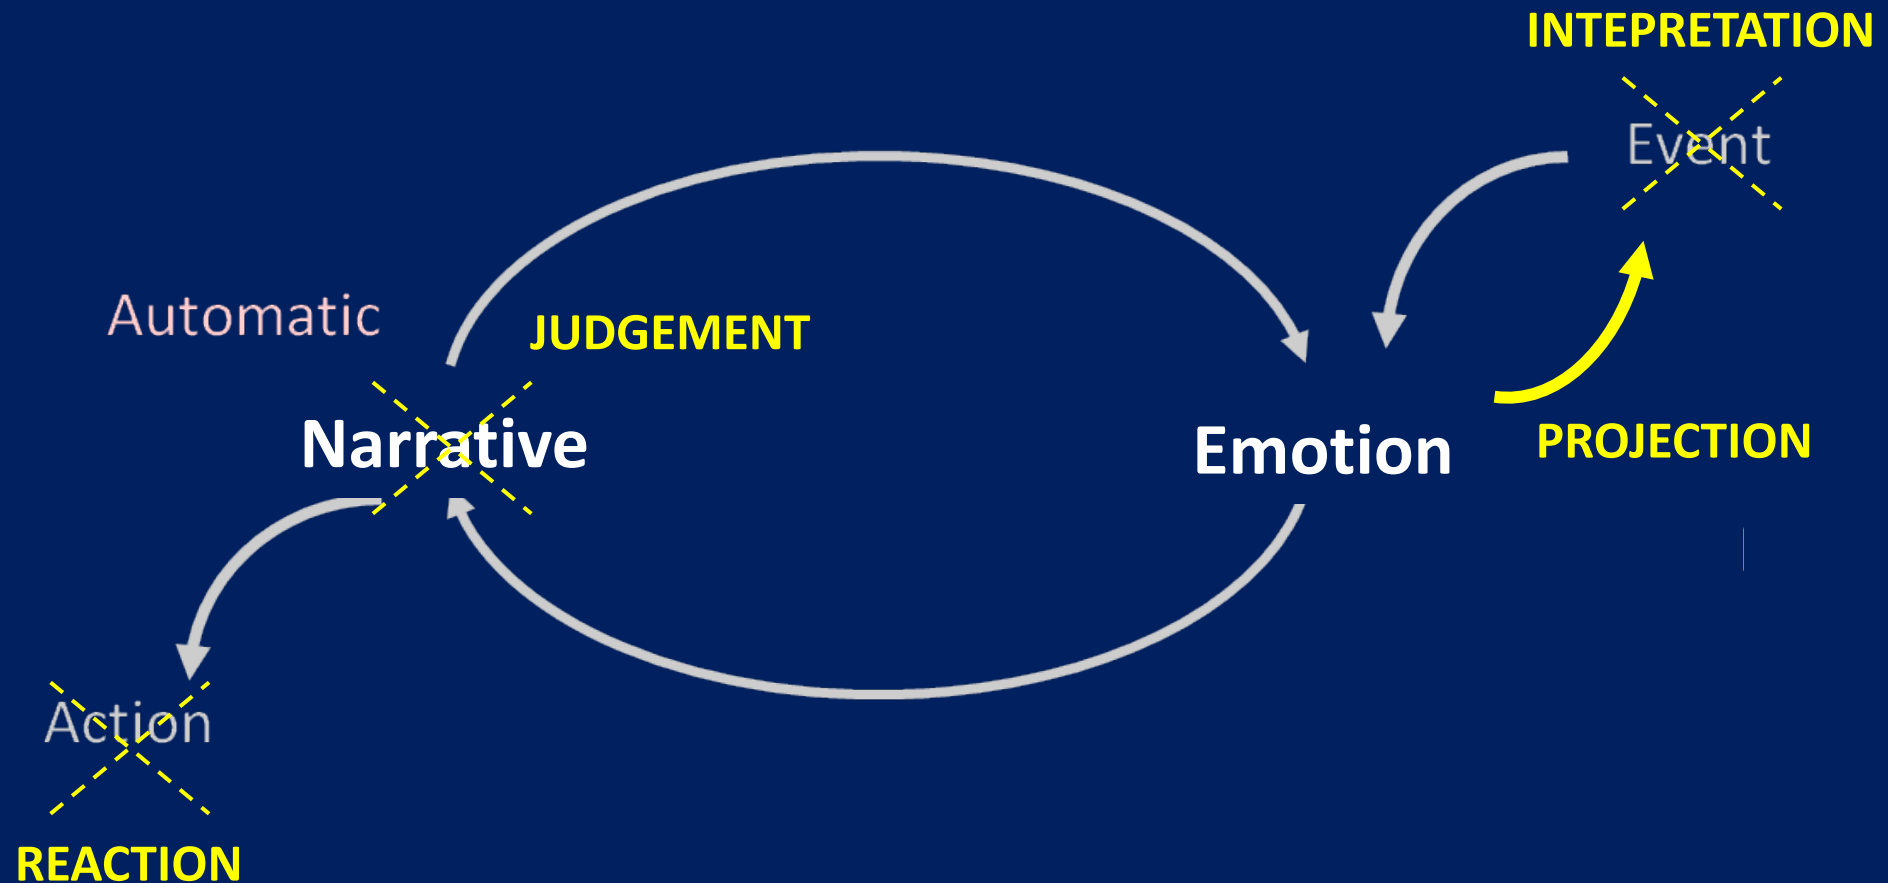 INTEPRETATION
Event
Automatic
JUDGEMENT
Narrative
Emotion
PROJECTION
Action
REACTION